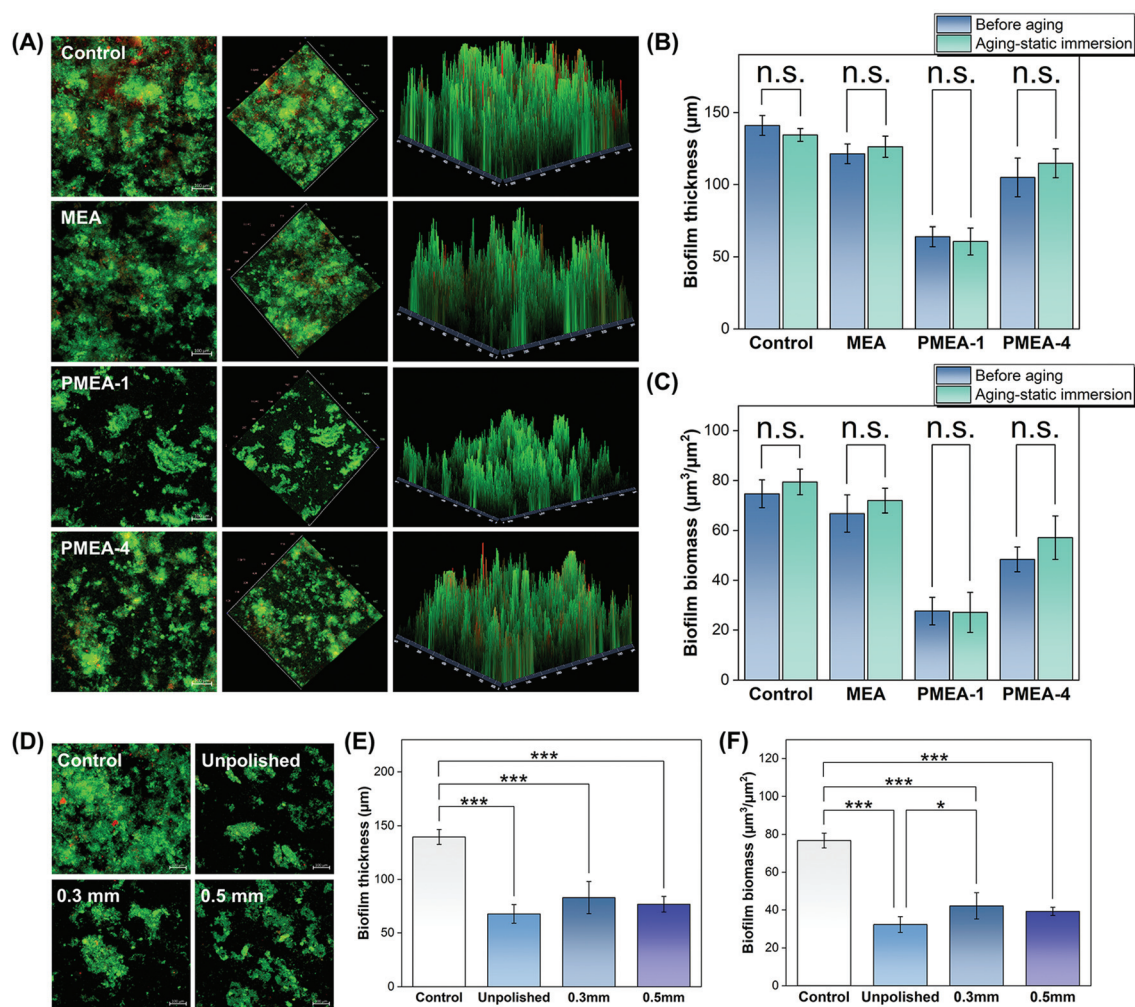 (A)
Control
MEA
PMEA-1
PMEA-4
100 μm
(B)
Before aging
Aging-static immersion
n.s. n.s. n.s. n.s.
Biofilm thickness (μm)
150
100
50
0
Control MEA PMEA-1 PMEA-4
(C)
Before aging
Aging-static immersion
n.s. n.s. n.s. n.s.
Biofilm biomass (μm³/μm²)
100
80
60
40
20
0
Control MEA PMEA-1 PMEA-4
(D)
Control Unpolished
0.3 mm 0.5 mm
(E)
Biofilm thickness (μm)
200
150
100
50
0
***
***
***
Control Unpolished 0.3mm 0.5mm
(F)
Biofilm biomass (μm³/μm²)
120
100
80
60
40
20
0
***
***
*** *
Control Unpolished 0.3mm 0.5mm